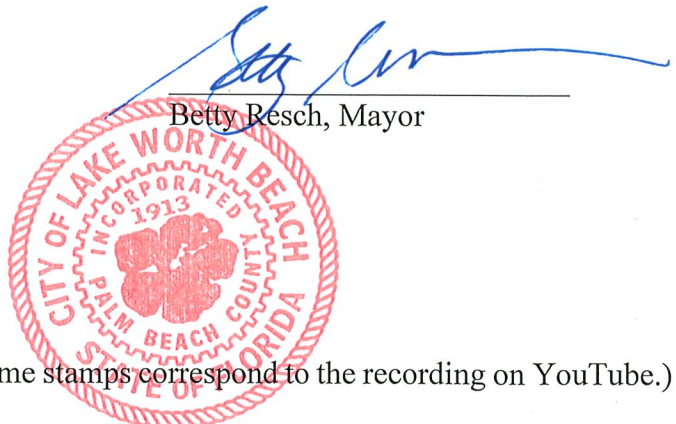 Betty Resch, Mayor
CITY OF LAKE WORTH BEACH
INCORPORATED
1913
PALM BEACH COUNTY
STATE OF FLORIDA
me stamps correspond to the recording on YouTube.)